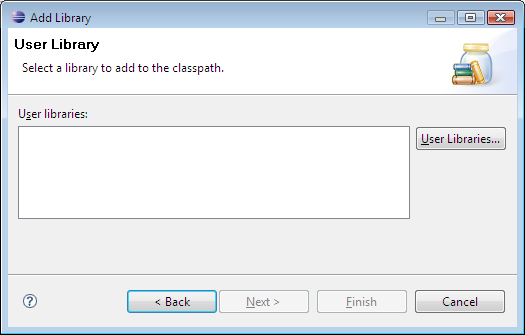 Add Library
User Library
Select a library to add to the classpath.
User libraries:
User Libraries...
?
< Back
Next >
Finish
Cancel